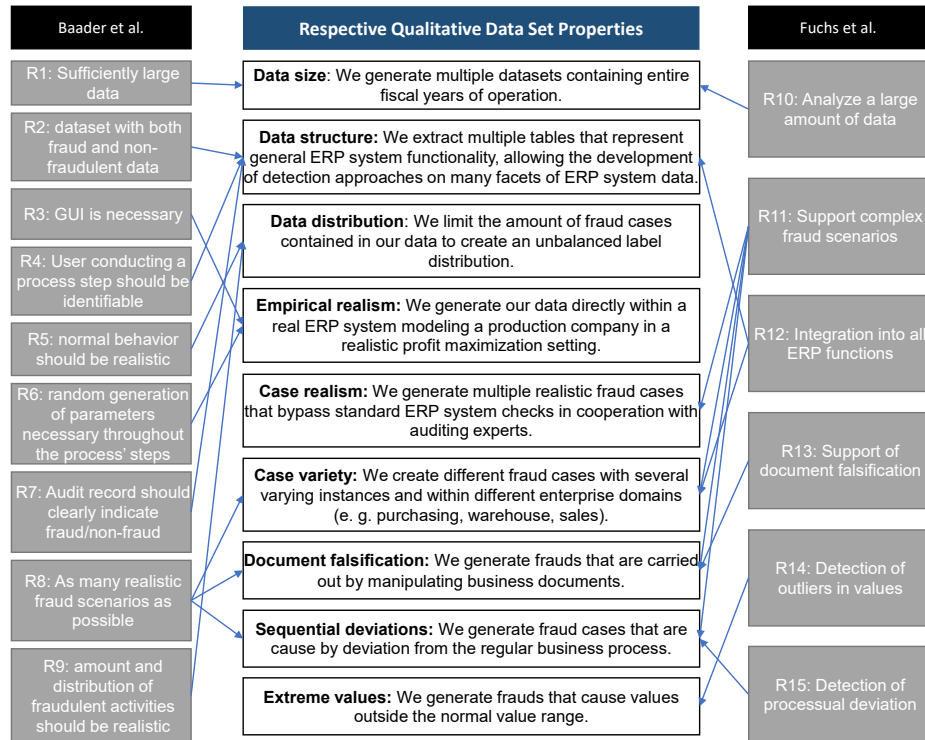 Baader et al.
R1: Sufficiently large
data
R2: dataset with both
fraud and non-
fraudulent data
R3: GUI is necessary
R4: User conducting a
process step should be
identifiable
R5: normal behavior
should be realistic
R6: random generation
of parameters
necessary throughout
the process' steps
R7: Audit record should
clearly indicate
fraud/non-fraud
R8: As many realistic
fraud scenarios as
possible
R9: amount and
distribution of
fraudulent activities
should be realistic
Respective Qualitative Data Set Properties
Data size: We generate multiple datasets containing entire
fiscal years of operation.
Data structure: We extract multiple tables that represent
general ERP system functionality, allowing the development
of detection approaches on many facets of ERP system data.
Data distribution: We limit the amount of fraud cases
contained in our data to create an unbalanced label
distribution.
Empirical realism: We generate our data directly within a
real ERP system modeling a production company in a
realistic profit maximization setting.
Case realism: We generate multiple realistic fraud cases
that bypass standard ERP system checks in cooperation with
auditing experts.
Case variety: We create different fraud cases with several
varying instances and within different enterprise domains
(e. g. purchasing, warehouse, sales).
Document falsification: We generate frauds that are carried
out by manipulating business documents.
Sequential deviations: We generate fraud cases that are
cause by deviation from the regular business process.
Extreme values: We generate frauds that cause values
outside the normal value range.
Fuchs et al.
R10: Analyze a large
amount of data
R11: Support complex
fraud scenarios
R12: Integration into all
ERP functions
R13: Support of
document falsification
R14: Detection of
outliers in values
R15: Detection of
processual deviation